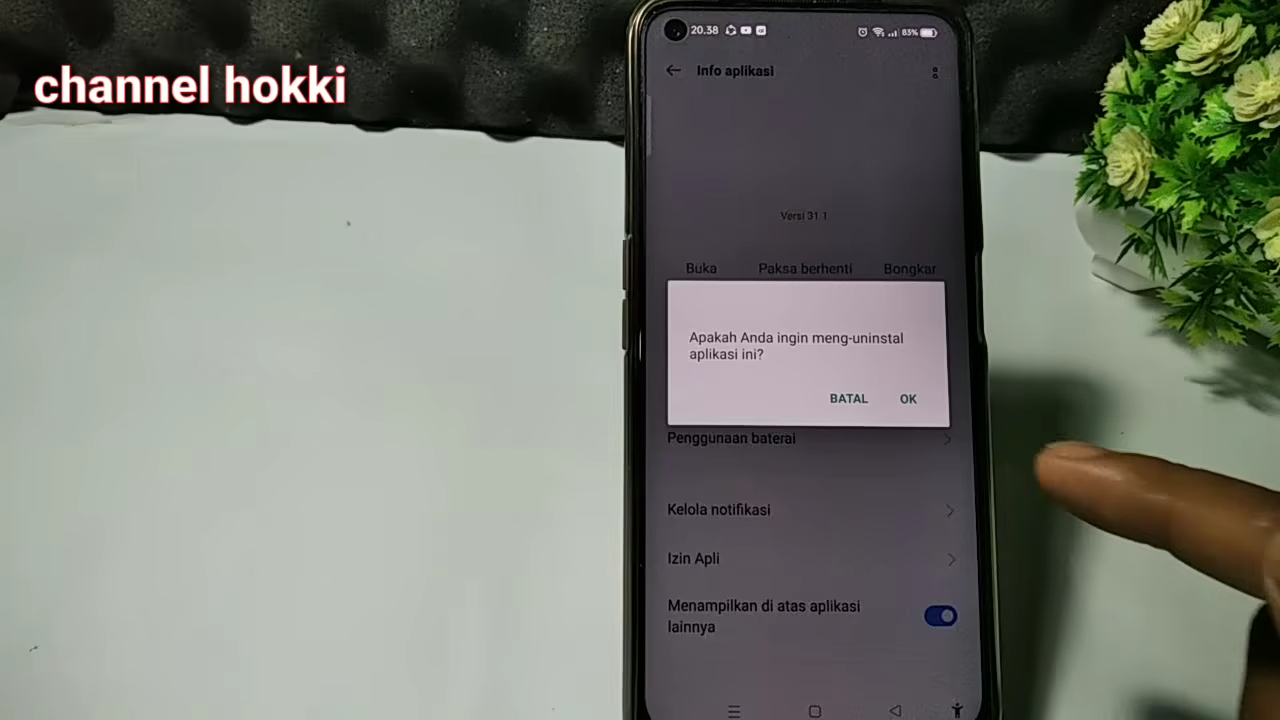 channel hokki
20.38
83%
Info aplikasi
Versi 31.1
Buka Paksa berhenti Bongkar
Apakah Anda ingin meng-uninstal
aplikasi ini?
BATAL OK
Penggunaan baterai
Kelola notifikasi
Izin Apli
Menampilkan di atas aplikasi
lainnya